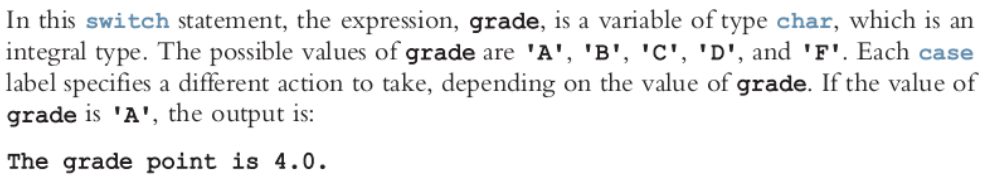 In this switch statement, the expression, grade, is a variable of type char, which is an
integral type. The possible values of grade are 'A', 'B', 'C', 'D', and 'F'. Each case
label specifies a different action to take, depending on the value of grade. If the value of
grade is 'A', the output is:
The grade point is 4.0.